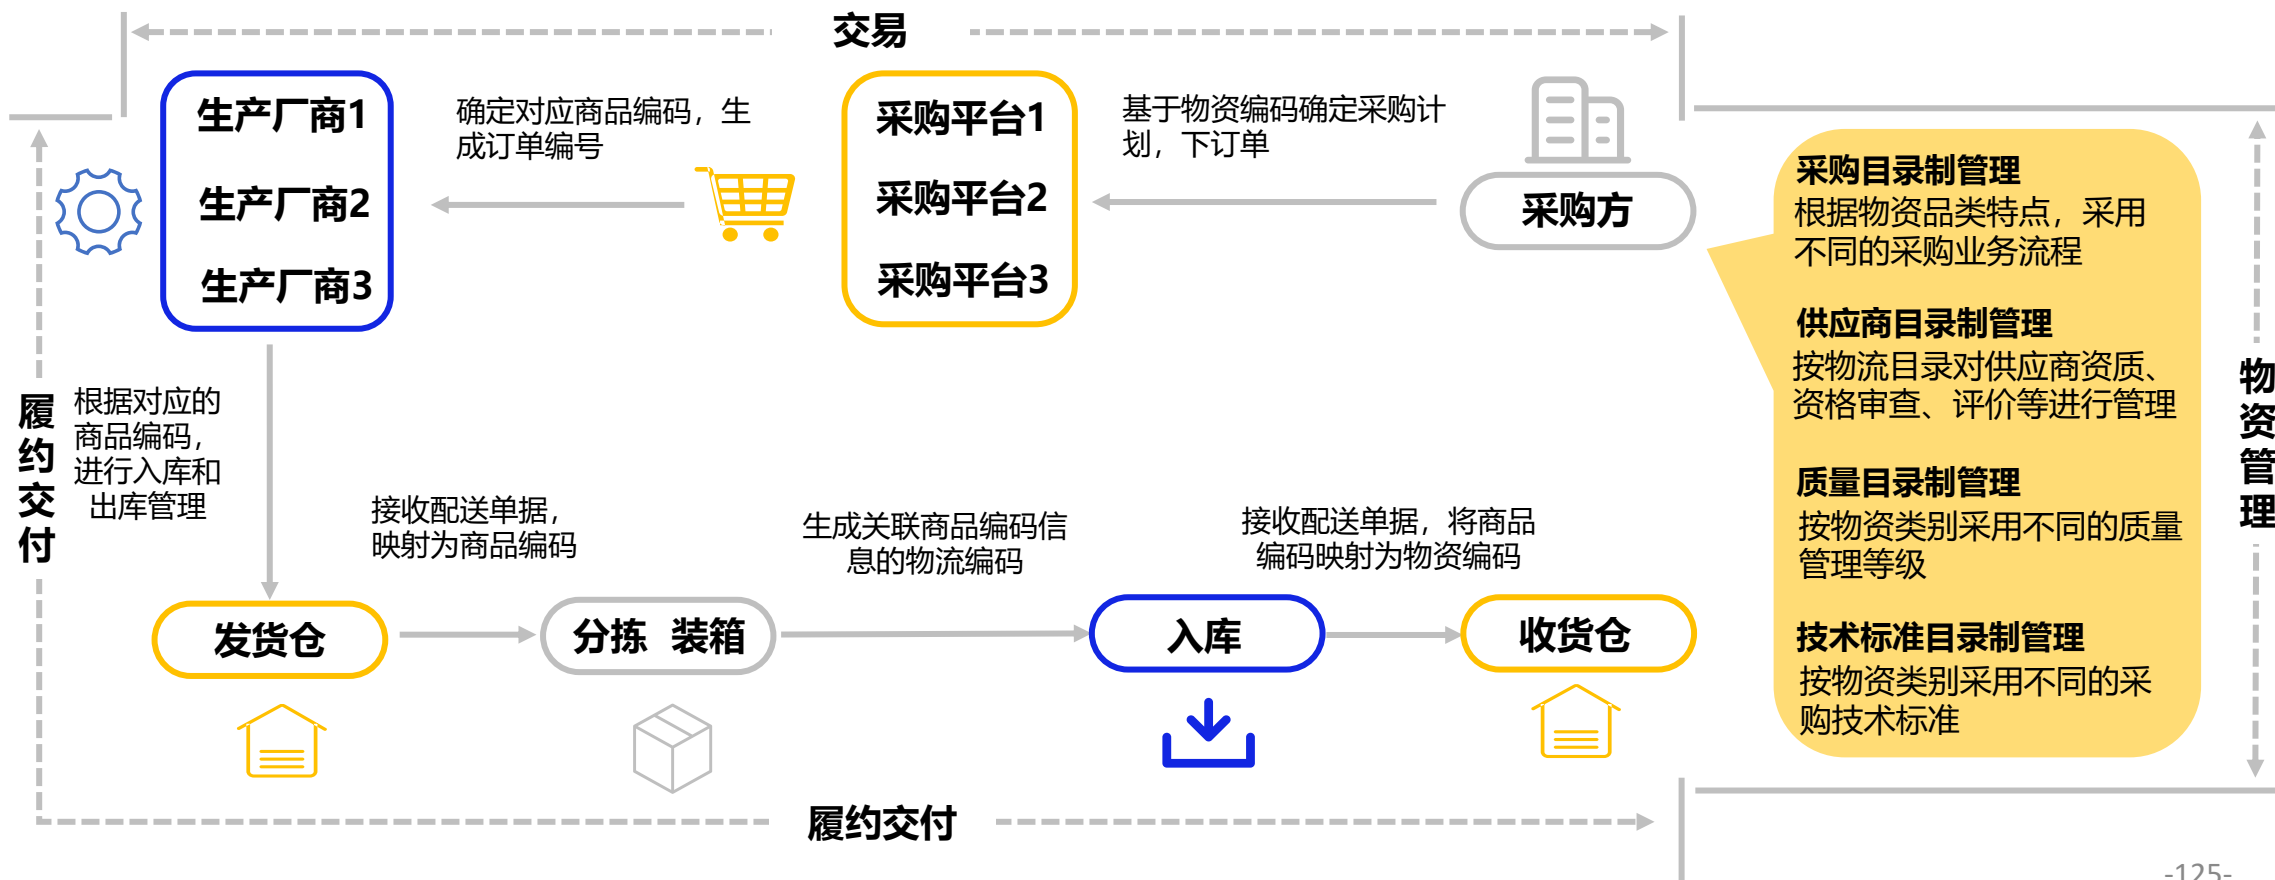 交易
生产厂商1
生产厂商2
生产厂商3
确定对应商品编码，生
成订单编号
采购平台1
采购平台2
采购平台3
基于物资编码确定采购计
划，下订单
采购方
采购目录制管理
根据物资品类特点，采用
不同的采购业务流程
供应商目录制管理
按物流目录对供应商资质、
资格审查、评价等进行管理
质量目录制管理
按物资类别采用不同的质量
管理等级
技术标准目录制管理
按物资类别采用不同的采
购技术标准
物资管理
履约交付
根据对应的
商品编码，
进行入库和
出库管理
接收配送单据，
映射为商品编码
生成关联商品编码信
息的物流编码
接收配送单据，将商品
编码映射为物资编码
发货仓
分拣 装箱
入库
收货仓
履约交付
-125-